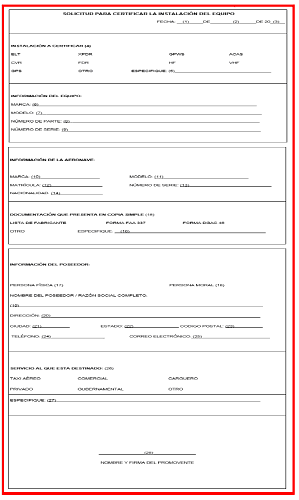 SOLICITUD PARA CERTIFICAR LA INSTALACIÓN DEL EQUIPO
FECHA: (1) DE (2) DE 20 (3)
INSTALACIÓN A CERTIFICAR (4)
ELT XPDR GPWS ACAS
CVR FDR HF VHF
GPS OTRO ESPECIFIQUE (5)
INFORMACIÓN DEL EQUIPO:
MARCA: (6)
MODELO: (7)
NÚMERO DE PARTE: (8)
NÚMERO DE SERIE: (9)
INFORMACIÓN DE LA AERONAVE:
MARCA: (10) MODELO: (11)
MATRÍCULA: (12) NÚMERO DE SERIE: (13)
NACIONALIDAD: (14)
DOCUMENTACIÓN QUE PRESENTA EN COPIA SIMPLE: (15)
LISTA DE FABRICANTE FORMA FAA 337 FORMA DGAC 46
OTRO ESPECIFIQUE: (16)
INFORMACIÓN DEL POSEEDOR:
PERSONA FÍSICA (17) PERSONA MORAL (18)
NOMBRE DEL POSEEDOR / RAZÓN SOCIAL COMPLETO:
(19)
DIRECCIÓN: (20)
CIUDAD: (21) ESTADO: (22) CODIGO POSTAL: (23)
TELÉFONO: (24) CORREO ELECTRÓNICO: (25)
SERVICIO AL QUE ESTA DESTINADO: (26)
TAXI AÉREO COMERCIAL CARGUERO
PRIVADO GUBERNAMENTAL OTRO
ESPECIFIQUE (27)
(28)
NOMBRE Y FIRMA DEL PROMOVENTE